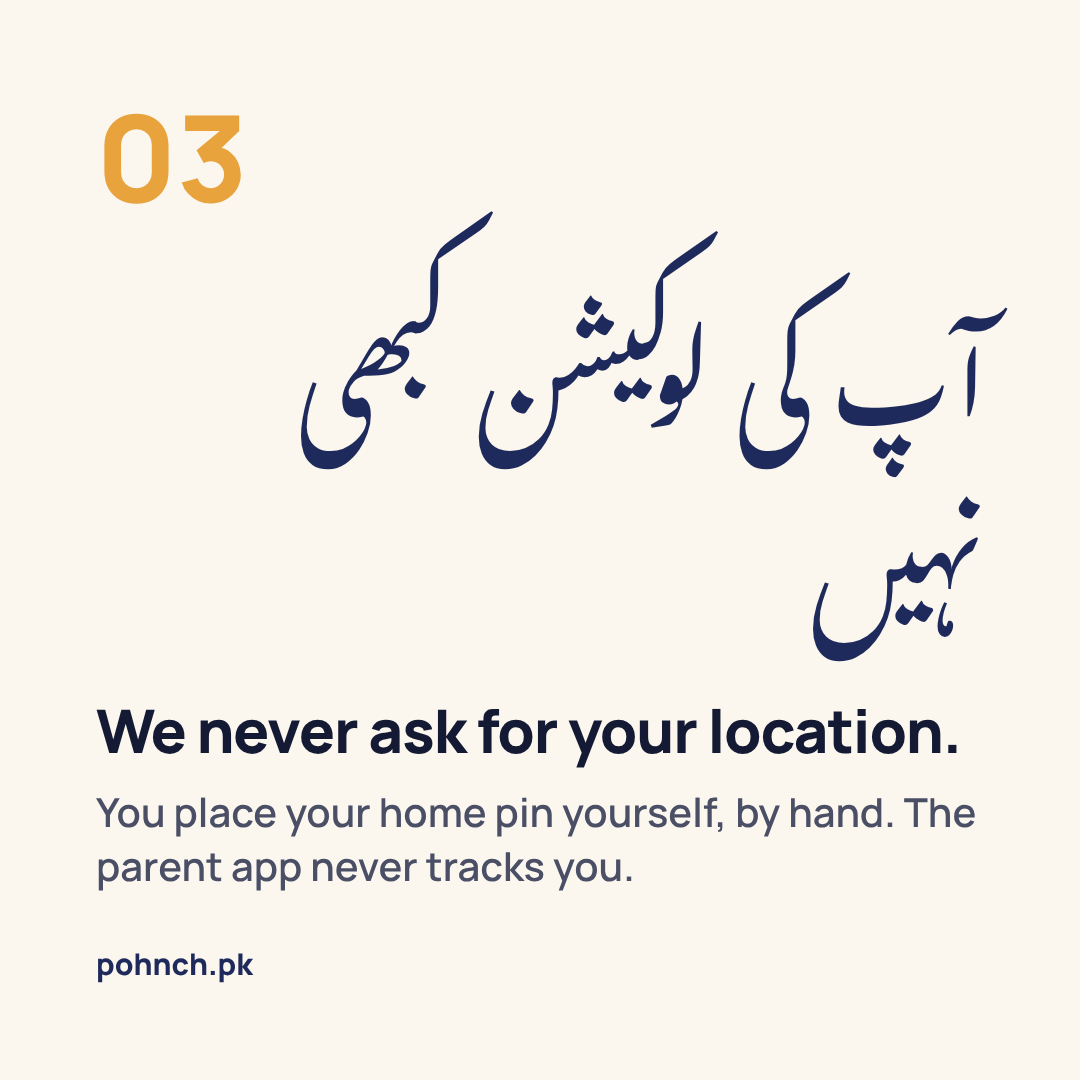 03
آپ کی لوکیشن کبھی
نہیں
We never ask for your location.
You place your home pin yourself, by hand. The
parent app never tracks you.
pohnch.pk